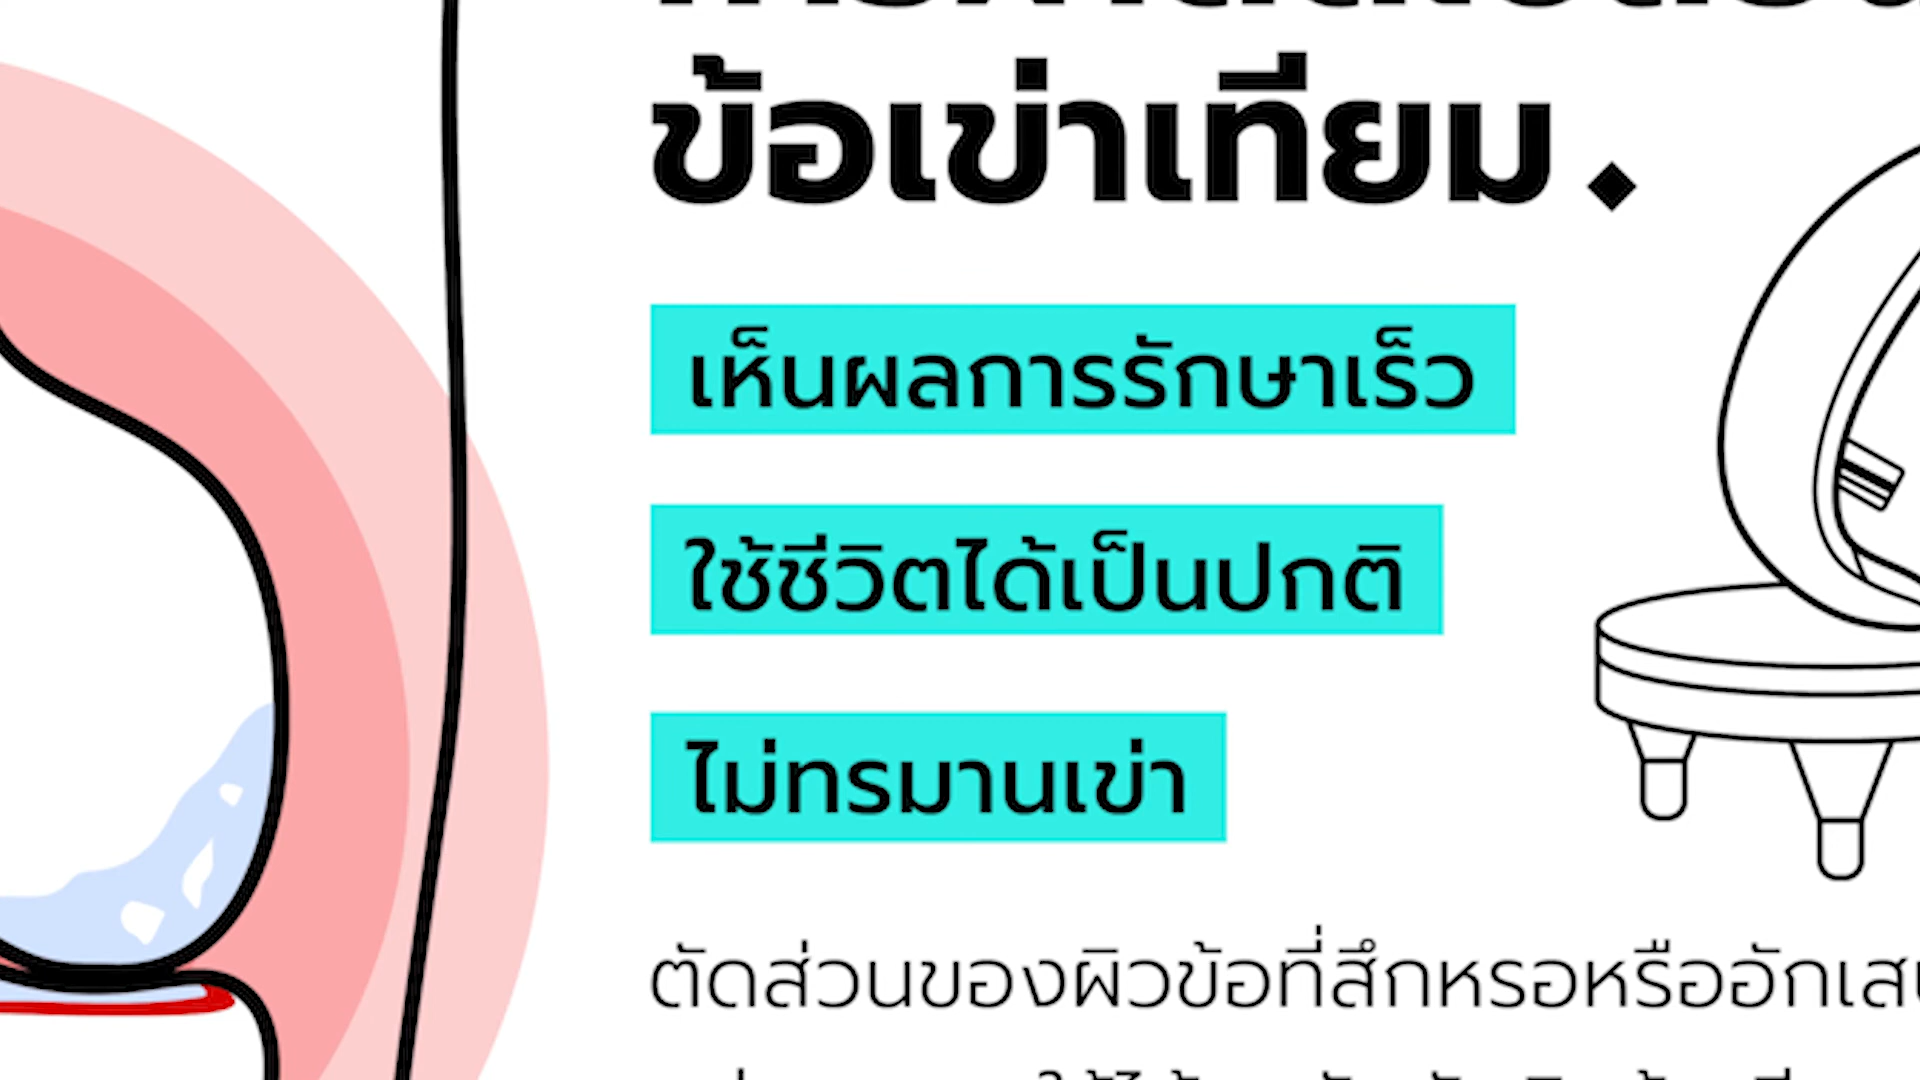 ข้อเข่าเทียม.
เห็นผลการรักษาเร็ว
ใช้ชีวิตได้เป็นปกติ
ไม่ทรมานเข่า
ตัดส่วนของผิวข้อที่สึกหรอหรืออักเส